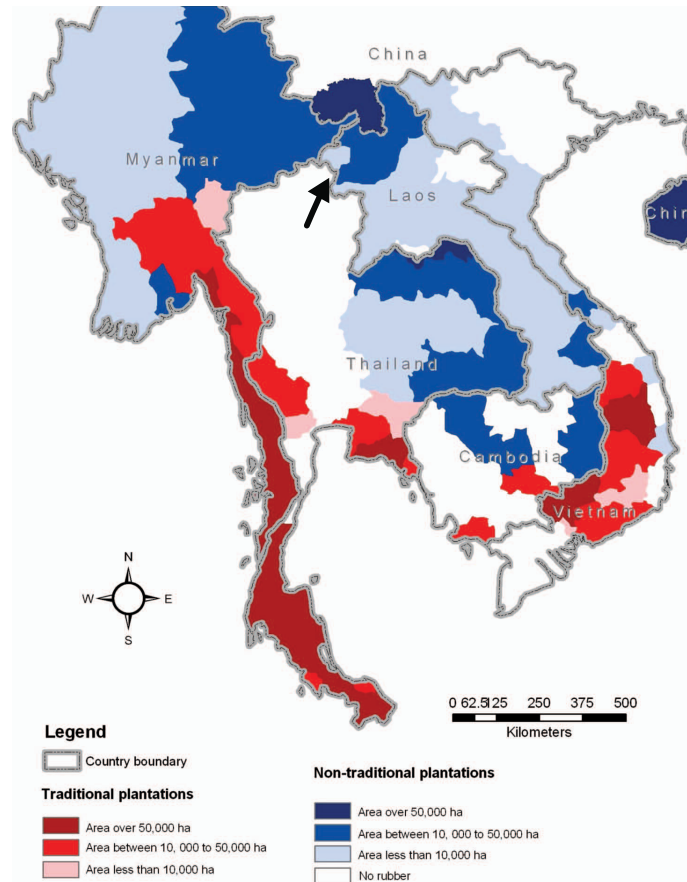 China
Myanmar
Laos
Chin
Thailand
Cambodia
Vietnam
N
W E
S
0 62.5125 250 375 500
Kilometers
Legend
Country boundary
Traditional plantations
Area over 50,000 ha
Area between 10, 000 to 50,000 ha
Area less than 10,000 ha
Non-traditional plantations
Area over 50,000 ha
Area between 10, 000 to 50,000 ha
Area less than 10,000 ha
No rubber